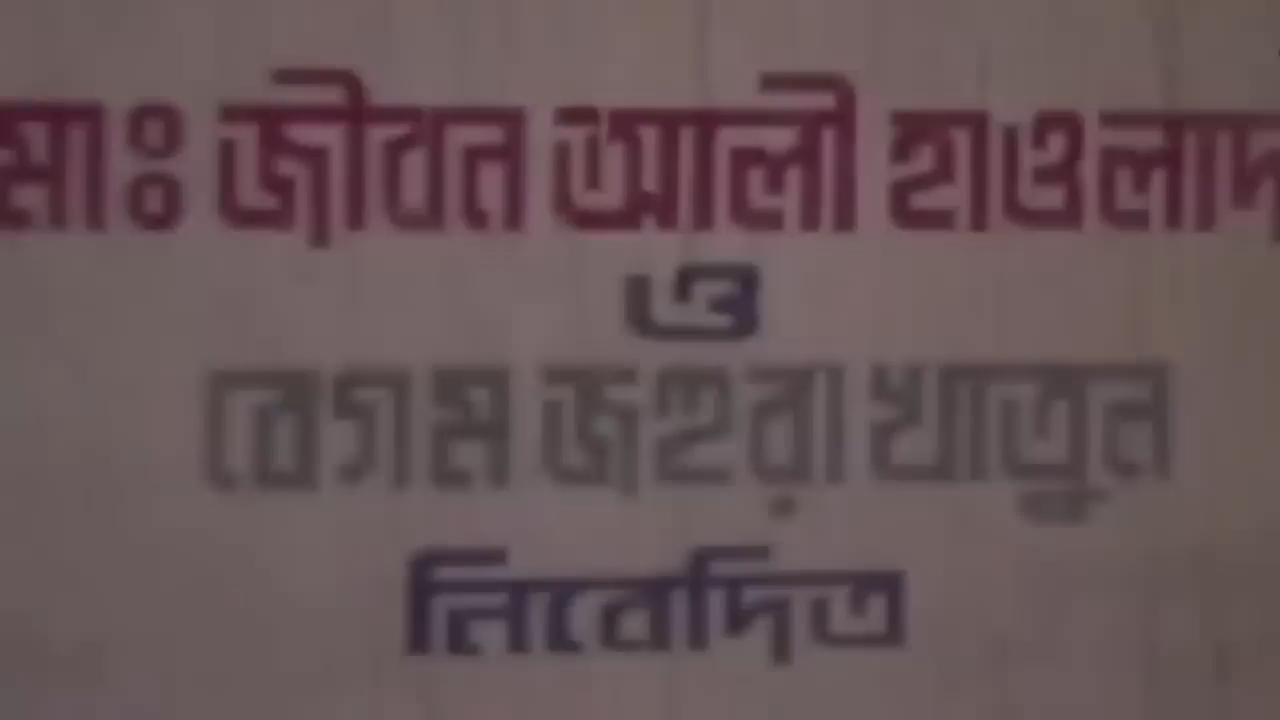 মোঃ জীবন আলী হাওলাদ
ও
বেগম জহুরা খাতুন
নিবেদিত